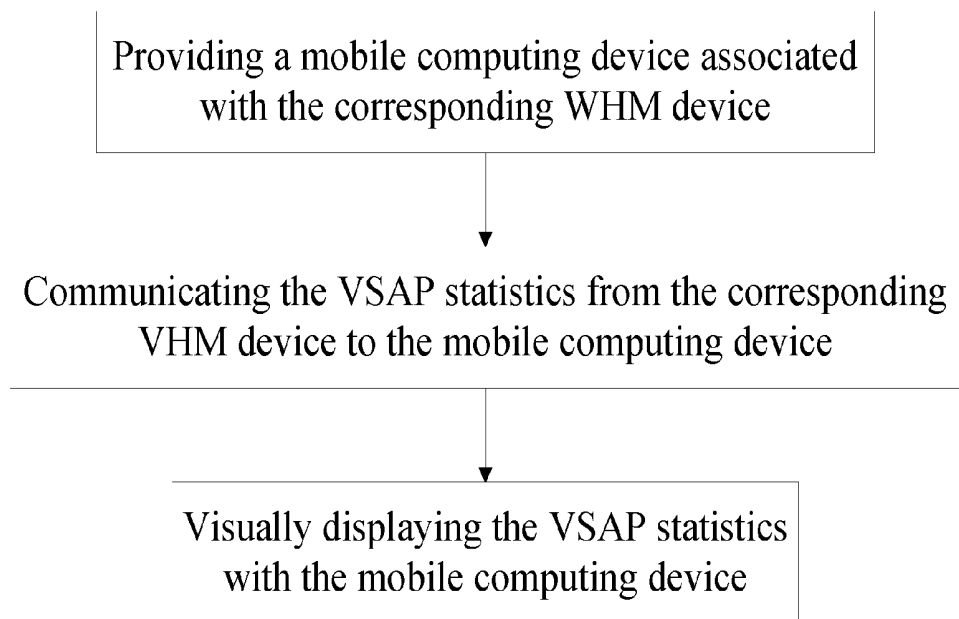 Providing a mobile computing device associated
with the corresponding WHM device
Communicating the VSAP statistics from the corresponding
VHM device to the mobile computing device
Visually displaying the VSAP statistics
with the mobile computing device